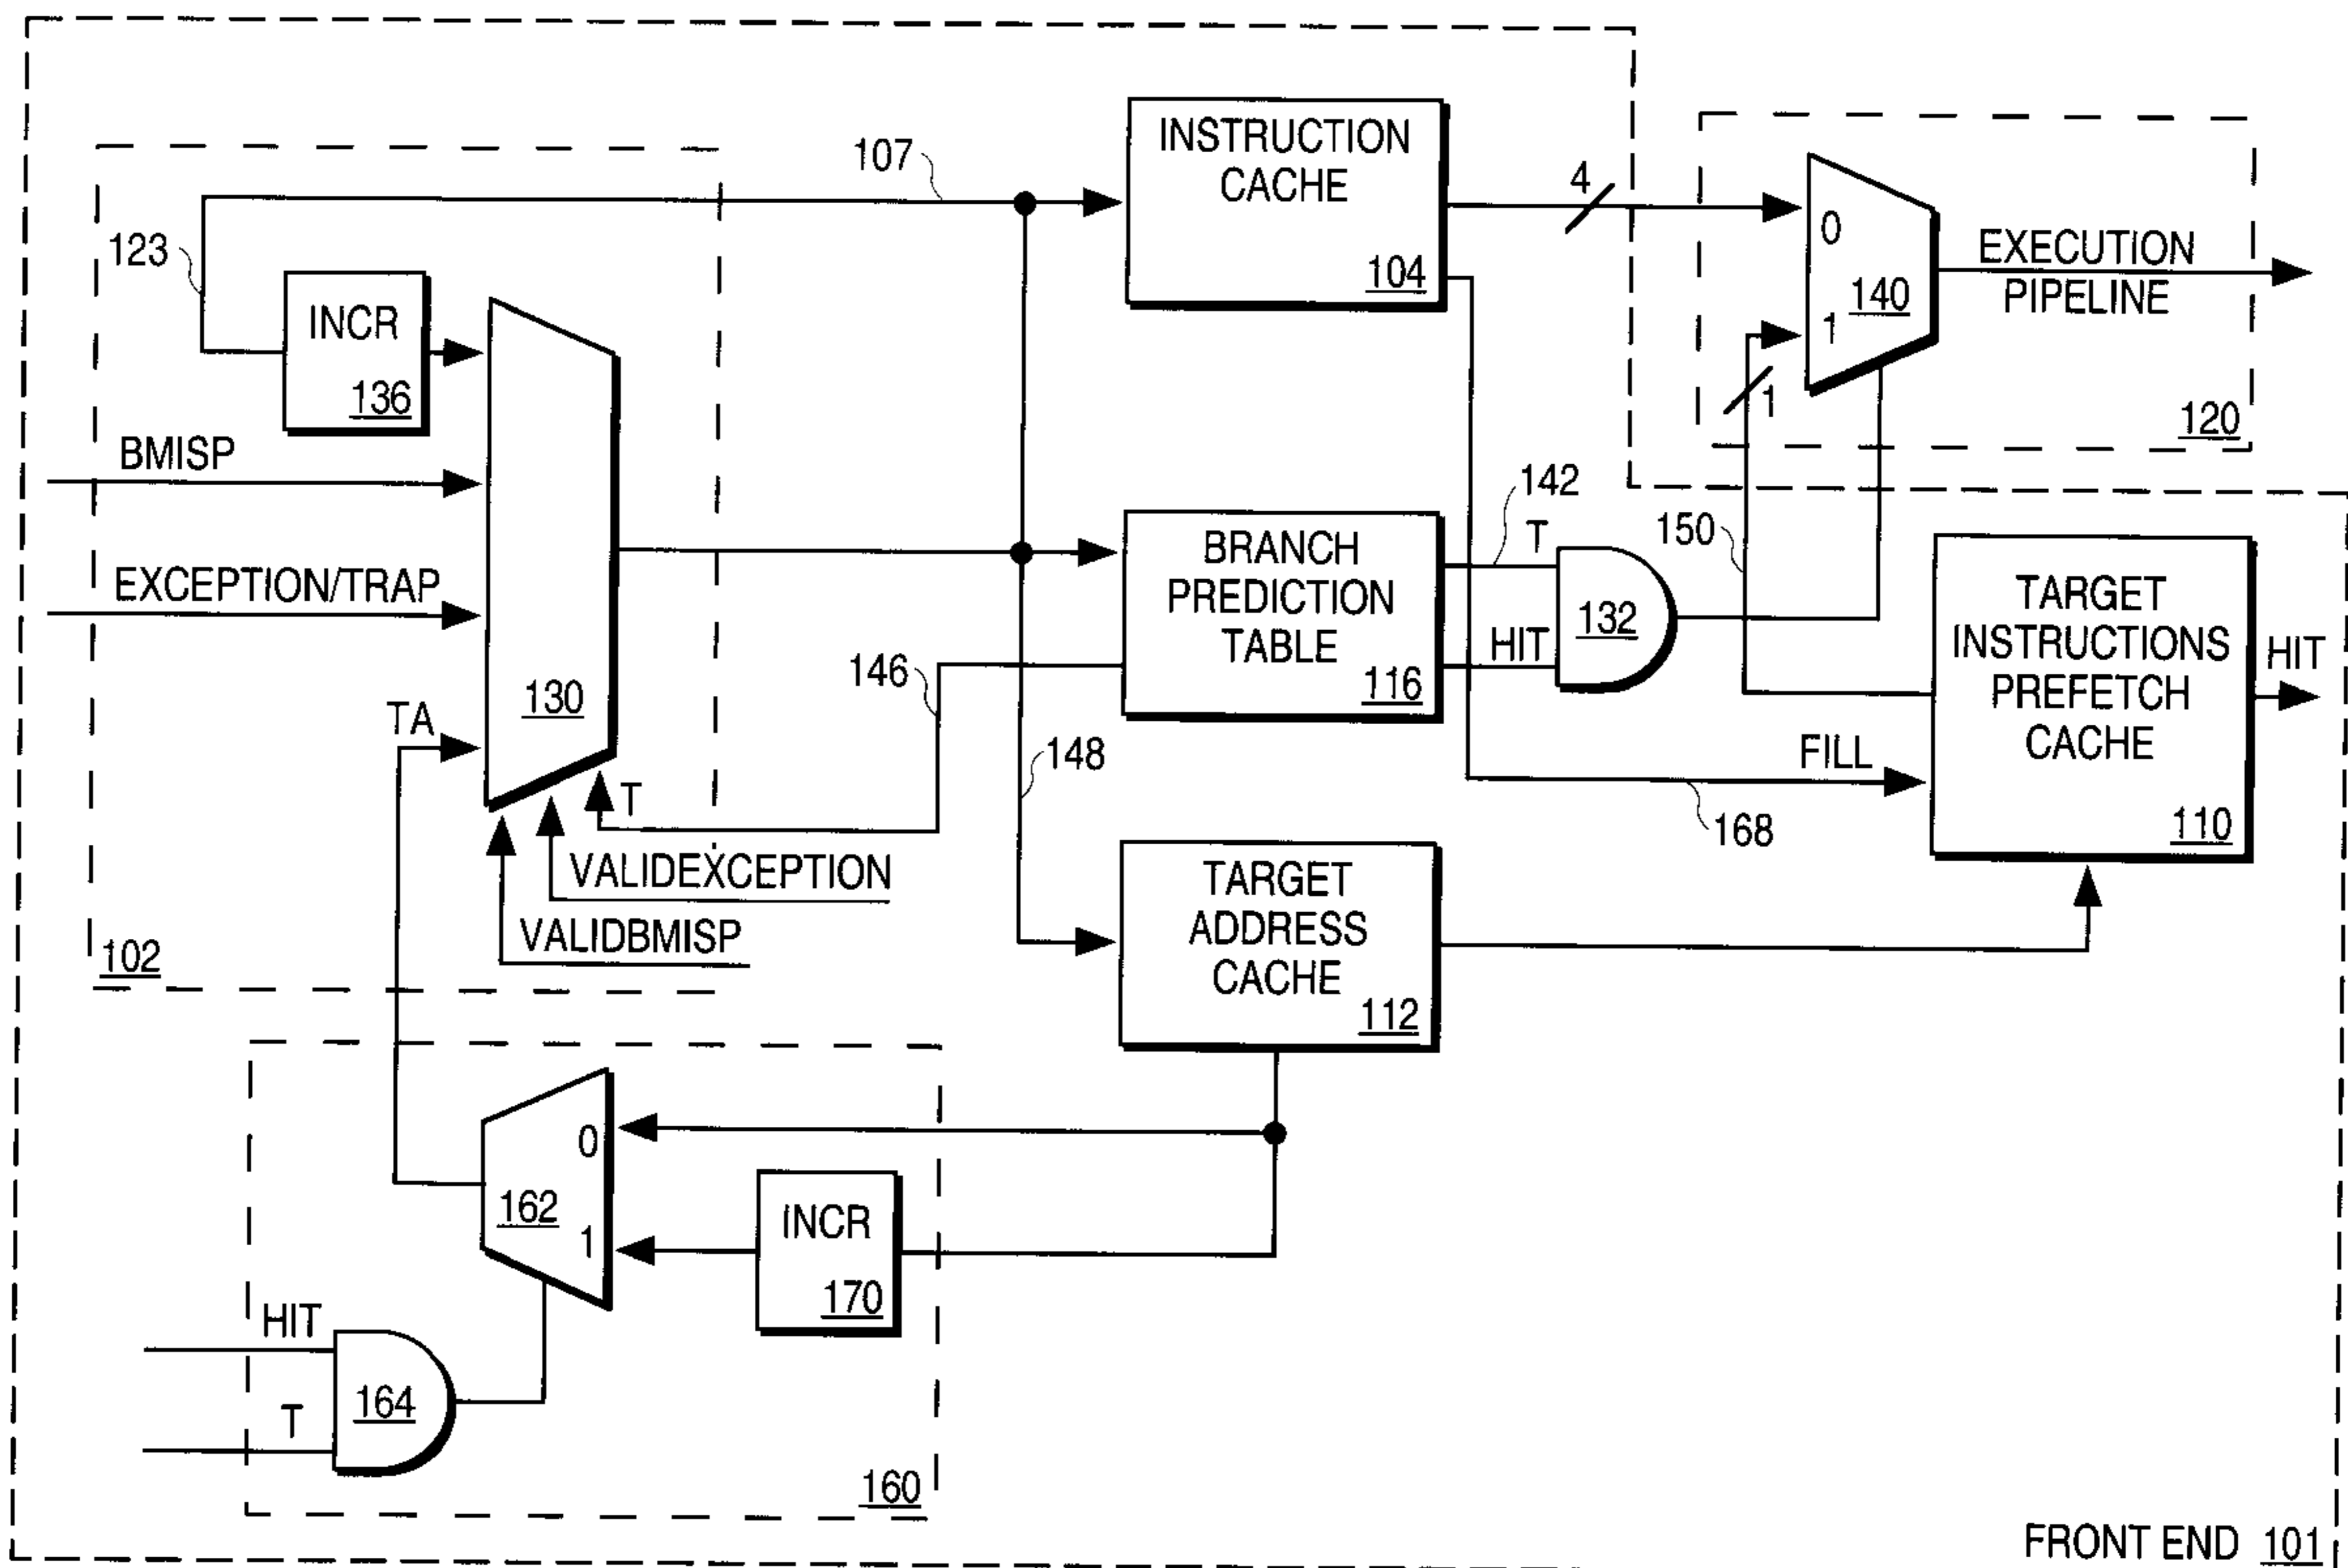 107
INSTRUCTION
CACHE
104
4
0
140
1
EXECUTION
PIPELINE
120
1
123
INCR
136
BMISP
EXCEPTION/TRAP
TA
130
T
VALIDEXCEPTION
VALIDBMISP
102
146
148
BRANCH
PREDICTION
TABLE
116
142
T
HIT
132
150
TARGET
INSTRUCTIONS
PREFETCH
CACHE
110
HIT
FILL
168
TARGET
ADDRESS
CACHE
112
0
162
1
INCR
170
HIT
T
164
160
FRONT END 101